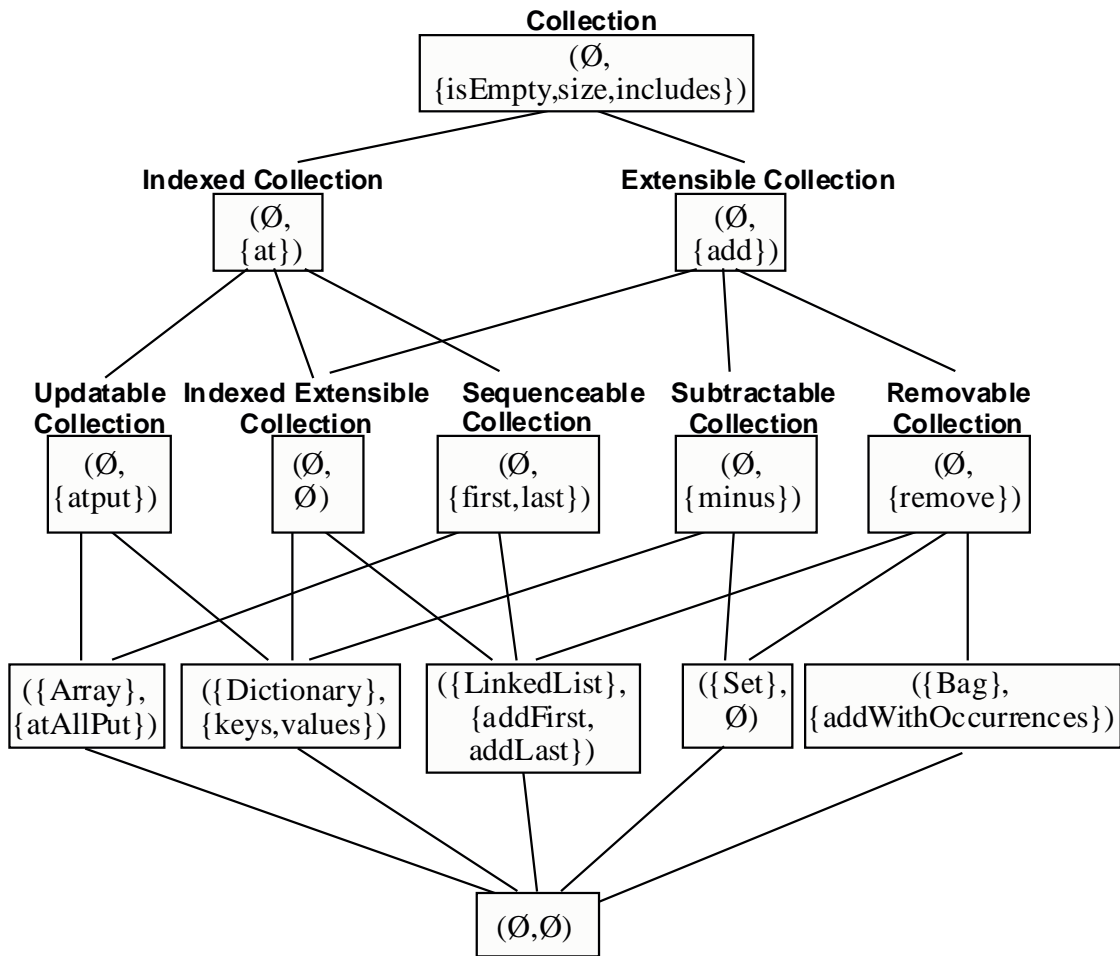 Collection
(Ø,
{isEmpty,size,includes})
Indexed Collection
(Ø,
{at})
Extensible Collection
(Ø,
{add})
Updatable
Collection
(Ø,
{atput})
Indexed Extensible
Collection
(Ø,
Ø)
Sequenceable
Collection
(Ø,
{first,last})
Subtractable
Collection
(Ø,
{minus})
Removable
Collection
(Ø,
{remove})
({Array},
{atAllPut})
({Dictionary},
{keys,values})
({LinkedList},
{addFirst,
addLast})
({Set},
Ø)
({Bag},
{addWithOccurrences})
(Ø,Ø)